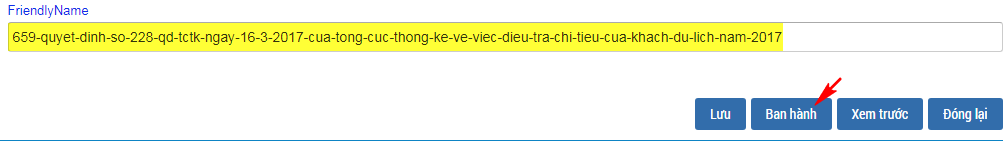 FriendlyName
659-quyet-dinh-so-228-qd-tctk-ngay-16-3-2017-cua-tong-cuc-thong-ke-ve-viec-dieu-tra-chi-tieu-cua-khach-du-lich-nam-2017
Lưu Ban hành Xem trước Đóng lại